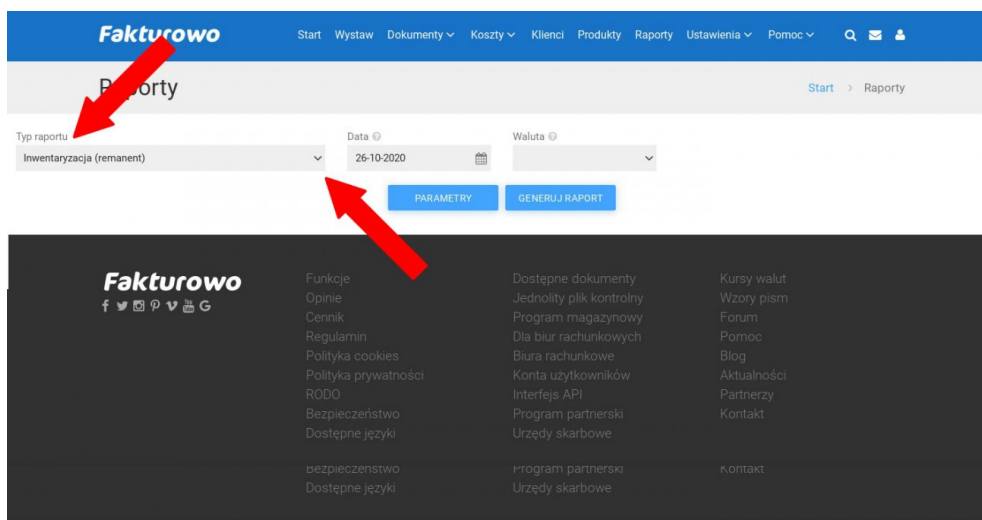 Fakturowo Start Wystaw Dokumenty Koszty Klienci Produkty Raporty Ustawienia Pomoc
Raporty Start > Raporty
Typ raportu Data Waluta
Inwentaryzacja (remanent) 26-10-2020
PARAMETRY GENERUJ RAPORT
Fakturowo
Funkcje Dostępne dokumenty Kursy walut
Opinie Jednolity plik kontrolny Wzory pism
Cennik Program magazynowy Forum
Regulamin Dla biur rachunkowych Pomoc
Polityka cookies Biura rachunkowe Blog
Polityka prywatności Konta użytkowników Aktualności
RODO Interfejs API Partnerzy
Bezpieczeństwo Program partnerski Kontakt
Dostępne języki Urzędy skarbowe
Bezpieczeństwo Program partnerski Kontakt
Dostępne języki Urzędy skarbowe